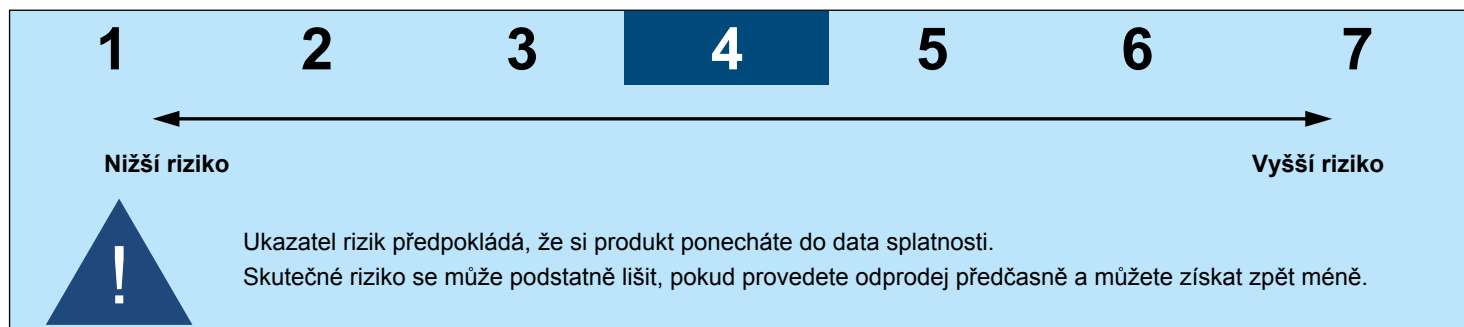 1 2 3 4 5 6 7
Nižší riziko Vyšší riziko
!
Ukazatel rizik předpokládá, že si produkt ponecháte do data splatnosti.
Skutečné riziko se může podstatně lišit, pokud provedete odprodej předčasně a můžete získat zpět méně.